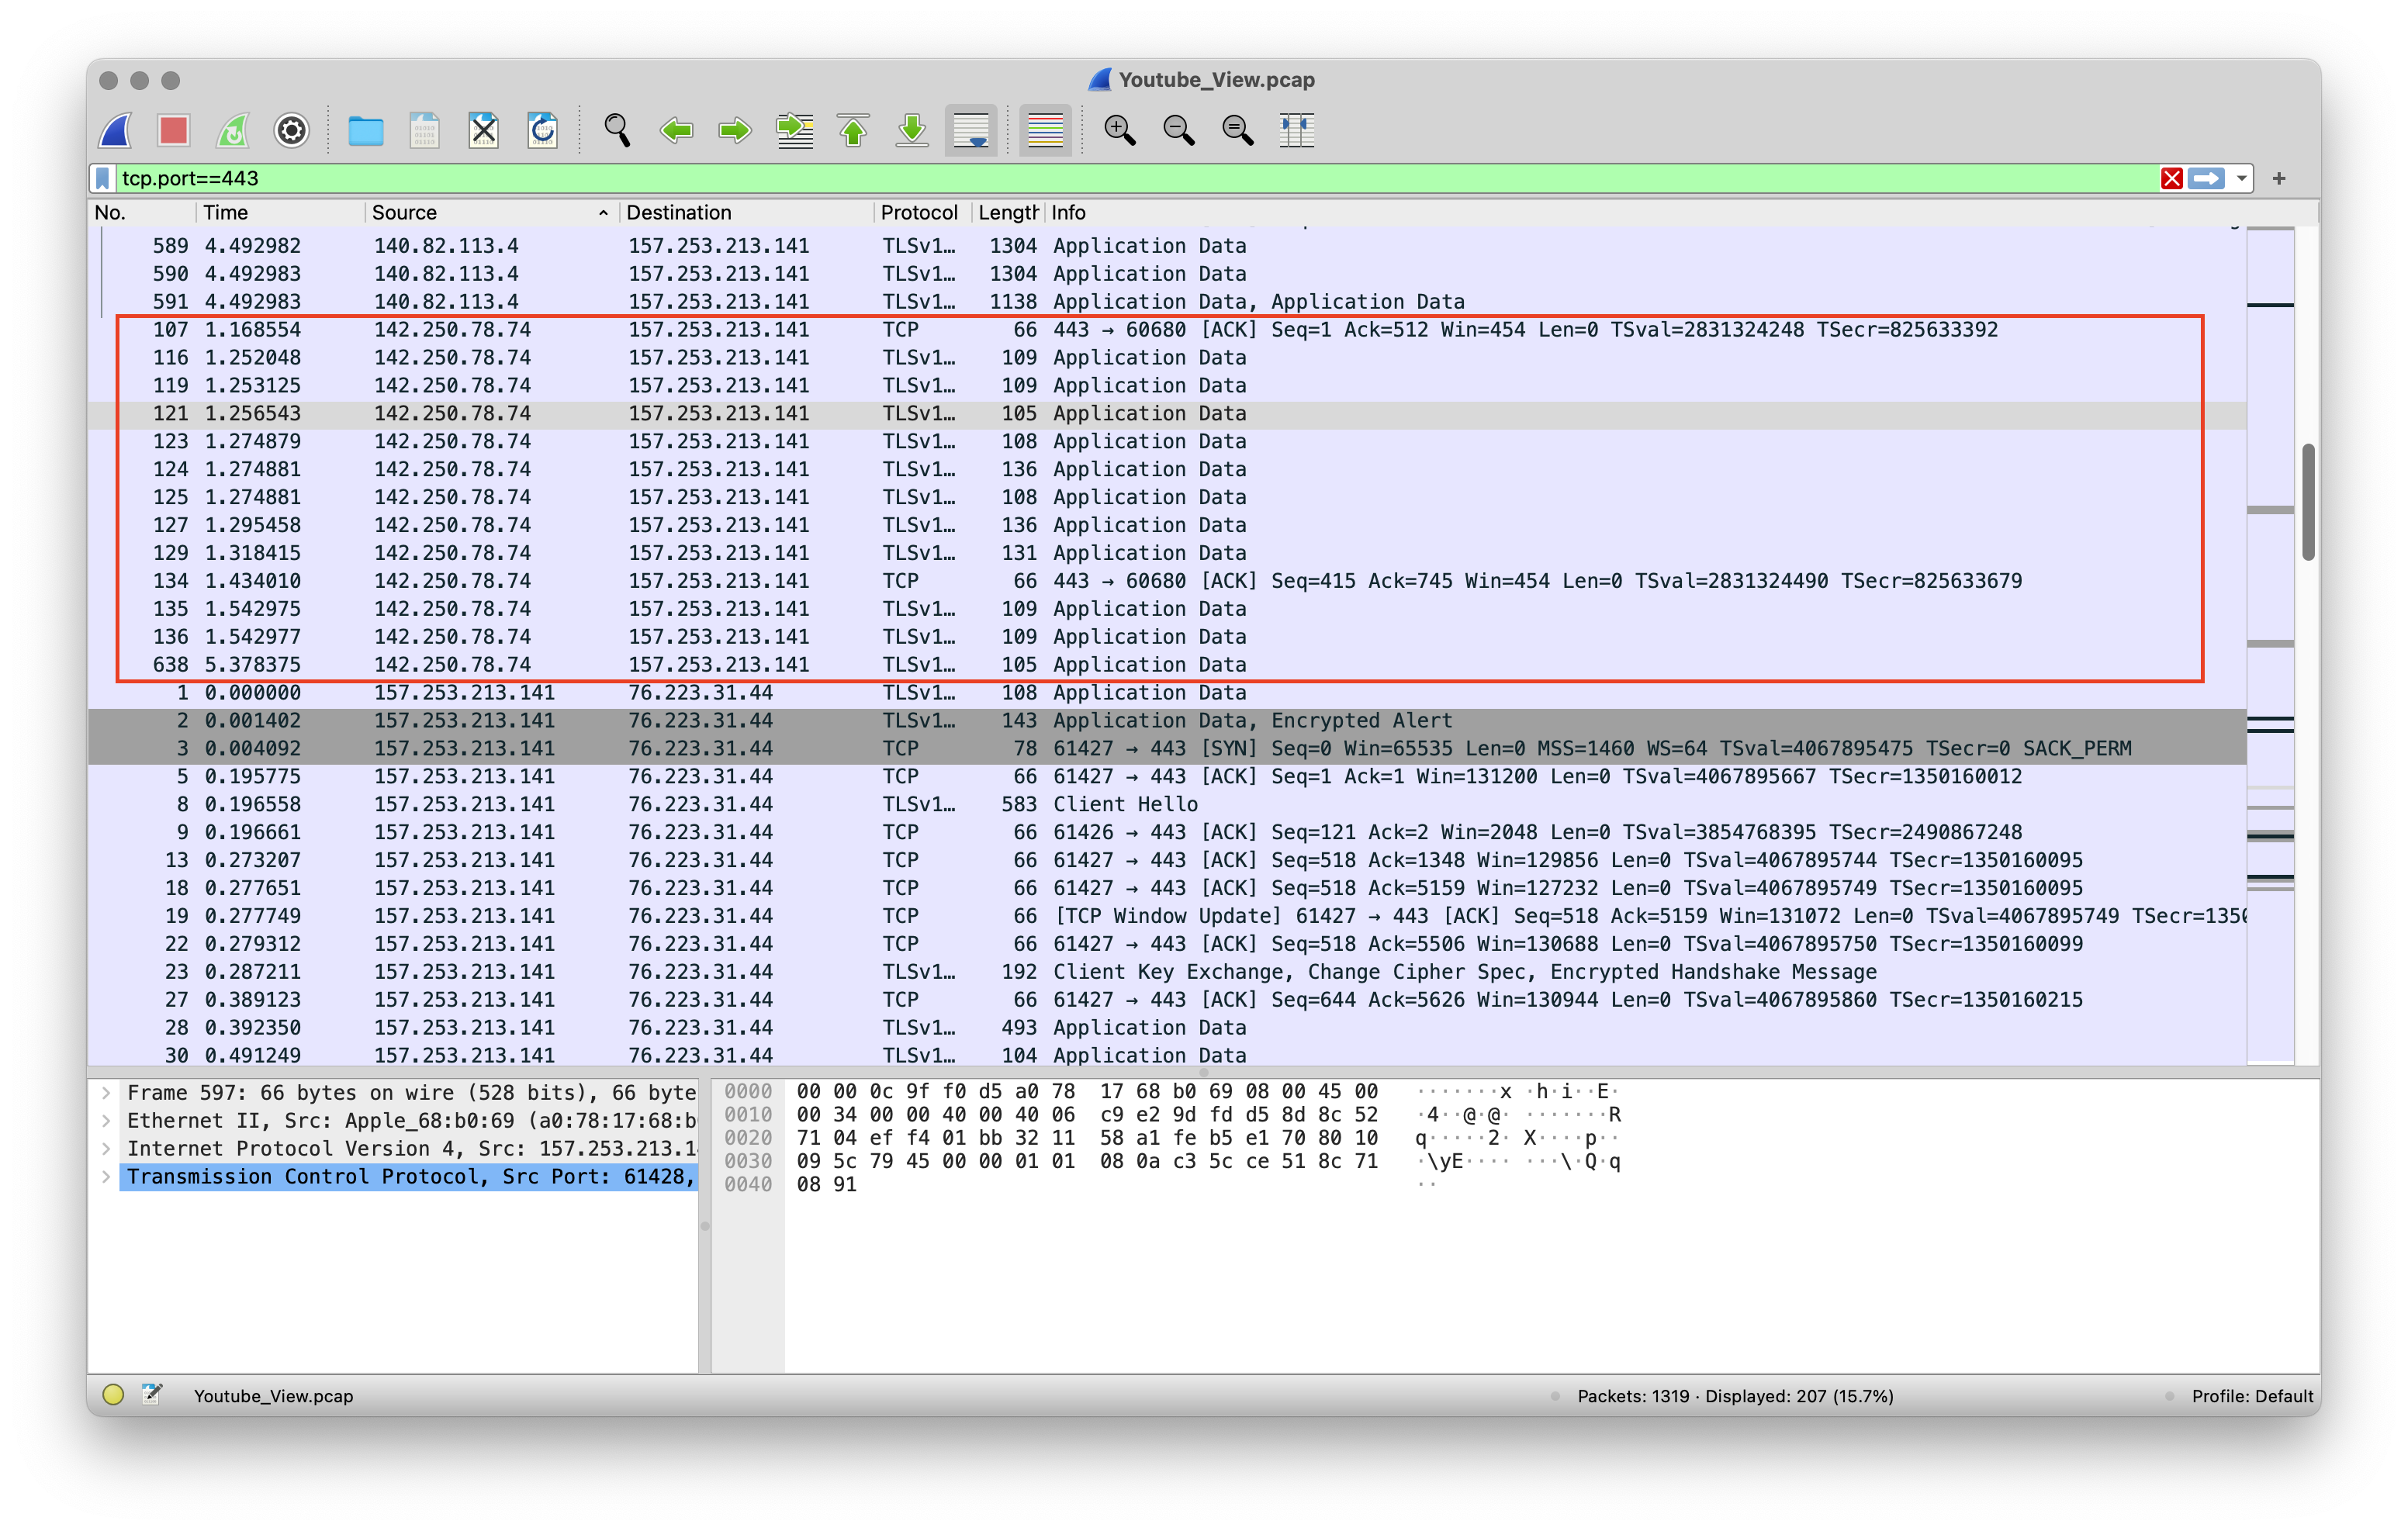 Youtube_View.pcap
tcp.port==443
+
No. Time Source Destination Protocol Length Info
589 4.492982 140.82.113.4 157.253.213.141 TLSv1… 1304 Application Data
590 4.492983 140.82.113.4 157.253.213.141 TLSv1… 1304 Application Data
591 4.492983 140.82.113.4 157.253.213.141 TLSv1… 1138 Application Data, Application Data
107 1.168554 142.250.78.74 157.253.213.141 TCP 66 443 → 60680 [ACK] Seq=1 Ack=512 Win=454 Len=0 TSval=2831324248 TSecr=825633392
116 1.252048 142.250.78.74 157.253.213.141 TLSv1… 109 Application Data
119 1.253125 142.250.78.74 157.253.213.141 TLSv1… 109 Application Data
121 1.256543 142.250.78.74 157.253.213.141 TLSv1… 105 Application Data
123 1.274879 142.250.78.74 157.253.213.141 TLSv1… 108 Application Data
124 1.274881 142.250.78.74 157.253.213.141 TLSv1… 136 Application Data
125 1.274881 142.250.78.74 157.253.213.141 TLSv1… 108 Application Data
127 1.295458 142.250.78.74 157.253.213.141 TLSv1… 136 Application Data
129 1.318415 142.250.78.74 157.253.213.141 TLSv1… 131 Application Data
134 1.434010 142.250.78.74 157.253.213.141 TCP 66 443 → 60680 [ACK] Seq=415 Ack=745 Win=454 Len=0 TSval=2831324490 TSecr=825633679
135 1.542975 142.250.78.74 157.253.213.141 TLSv1… 109 Application Data
136 1.542977 142.250.78.74 157.253.213.141 TLSv1… 109 Application Data
638 5.378375 142.250.78.74 157.253.213.141 TLSv1… 105 Application Data
1 0.000000 157.253.213.141 76.223.31.44 TLSv1… 108 Application Data
2 0.001402 157.253.213.141 76.223.31.44 TLSv1… 143 Application Data, Encrypted Alert
3 0.004092 157.253.213.141 76.223.31.44 TCP 78 61427 → 443 [SYN] Seq=0 Win=65535 Len=0 MSS=1460 WS=64 TSval=4067895475 TSecr=0 SACK_PERM
5 0.195775 157.253.213.141 76.223.31.44 TCP 66 61427 → 443 [ACK] Seq=1 Ack=1 Win=131200 Len=0 TSval=4067895667 TSecr=1350160012
8 0.196558 157.253.213.141 76.223.31.44 TLSv1… 583 Client Hello
9 0.196661 157.253.213.141 76.223.31.44 TCP 66 61426 → 443 [ACK] Seq=121 Ack=2 Win=2048 Len=0 TSval=3854768395 TSecr=2490867248
13 0.273207 157.253.213.141 76.223.31.44 TCP 66 61427 → 443 [ACK] Seq=518 Ack=1348 Win=129856 Len=0 TSval=4067895744 TSecr=1350160095
18 0.277651 157.253.213.141 76.223.31.44 TCP 66 61427 → 443 [ACK] Seq=518 Ack=5159 Win=127232 Len=0 TSval=4067895749 TSecr=1350160095
19 0.277749 157.253.213.141 76.223.31.44 TCP 66 [TCP Window Update] 61427 → 443 [ACK] Seq=518 Ack=5159 Win=131072 Len=0 TSval=4067895749 TSecr=1350
22 0.279312 157.253.213.141 76.223.31.44 TCP 66 61427 → 443 [ACK] Seq=518 Ack=5506 Win=130688 Len=0 TSval=4067895750 TSecr=1350160099
23 0.287211 157.253.213.141 76.223.31.44 TLSv1… 192 Client Key Exchange, Change Cipher Spec, Encrypted Handshake Message
27 0.389123 157.253.213.141 76.223.31.44 TCP 66 61427 → 443 [ACK] Seq=644 Ack=5626 Win=130944 Len=0 TSval=4067895860 TSecr=1350160215
28 0.392350 157.253.213.141 76.223.31.44 TLSv1… 493 Application Data
30 0.491249 157.253.213.141 76.223.31.44 TLSv1… 104 Application Data
Frame 597: 66 bytes on wire (528 bits), 66 byte
Ethernet II, Src: Apple_68:b0:69 (a0:78:17:68:b
Internet Protocol Version 4, Src: 157.253.213.1
Transmission Control Protocol, Src Port: 61428,
0000 00 00 0c 9f f0 d5 a0 78 17 68 b0 69 08 00 45 00 ·······x ·h·i··E·
0010 00 34 00 00 40 00 40 06 c9 e2 9d fd d5 8d 8c 52 ·4··@·@· ·······R
0020 71 04 ef f4 01 bb 32 11 58 a1 fe b5 e1 70 80 10 q·····2· X····p··
0030 09 5c 79 45 00 00 01 01 08 0a c3 5c ce 51 8c 71 ·\yE···· ···\·Q·q
0040 08 91 ··
Youtube_View.pcap
Packets: 1319 · Displayed: 207 (15.7%)
Profile: Default